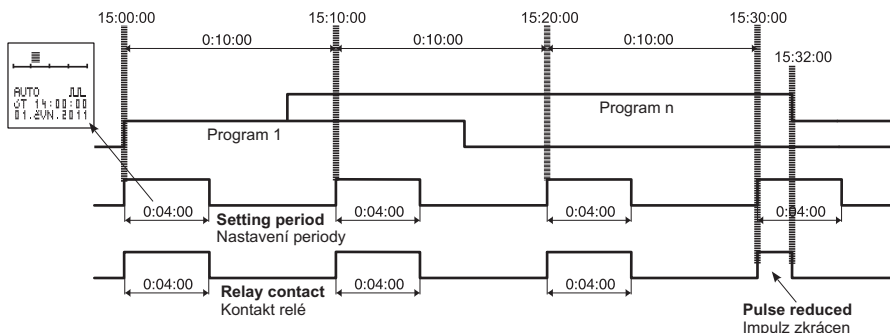 15:00:00 15:10:00 15:20:00 15:30:00
0:10:00 0:10:00 0:10:00
15:32:00
AUTO
ÚT 14:00:00
01.ČVN.2011
Program n
Program 1
0:04:00 0:04:00 0:04:00 0:04:00
Setting period
Nastavení periody
0:04:00 0:04:00 0:04:00
Relay contact
Kontakt relé
Pulse reduced
Impulz zkrácen